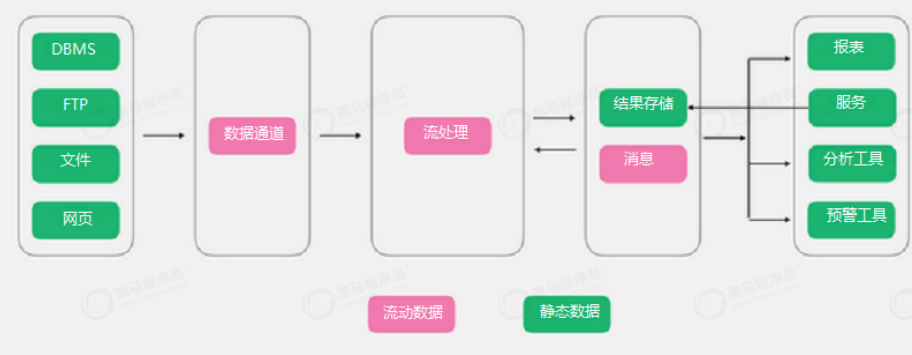 DBMS
FTP
文件
网页
数据通道
流处理
结果存储
消息
报表
服务
分析工具
预警工具
流动数据
静态数据